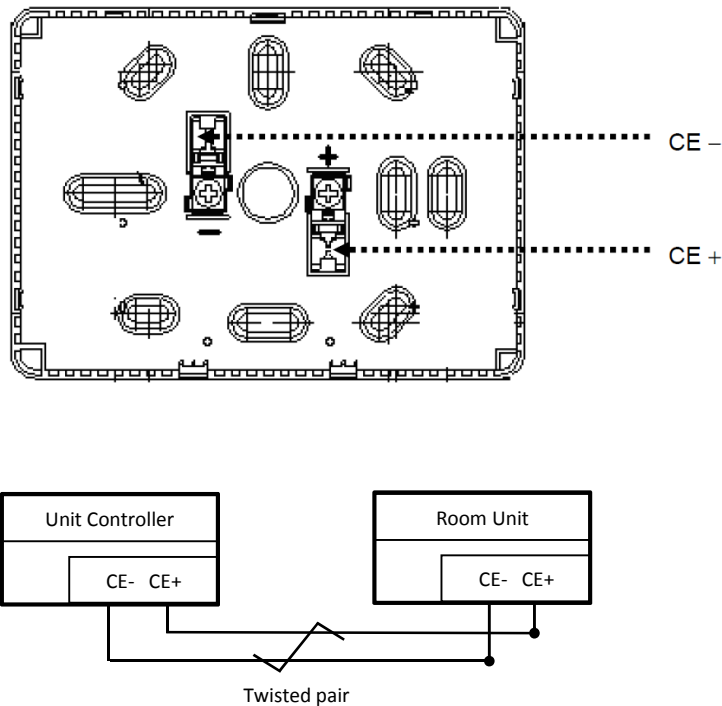 CE –
+
–
CE +
Unit Controller
Room Unit
CE- CE+
CE- CE+
Twisted pair